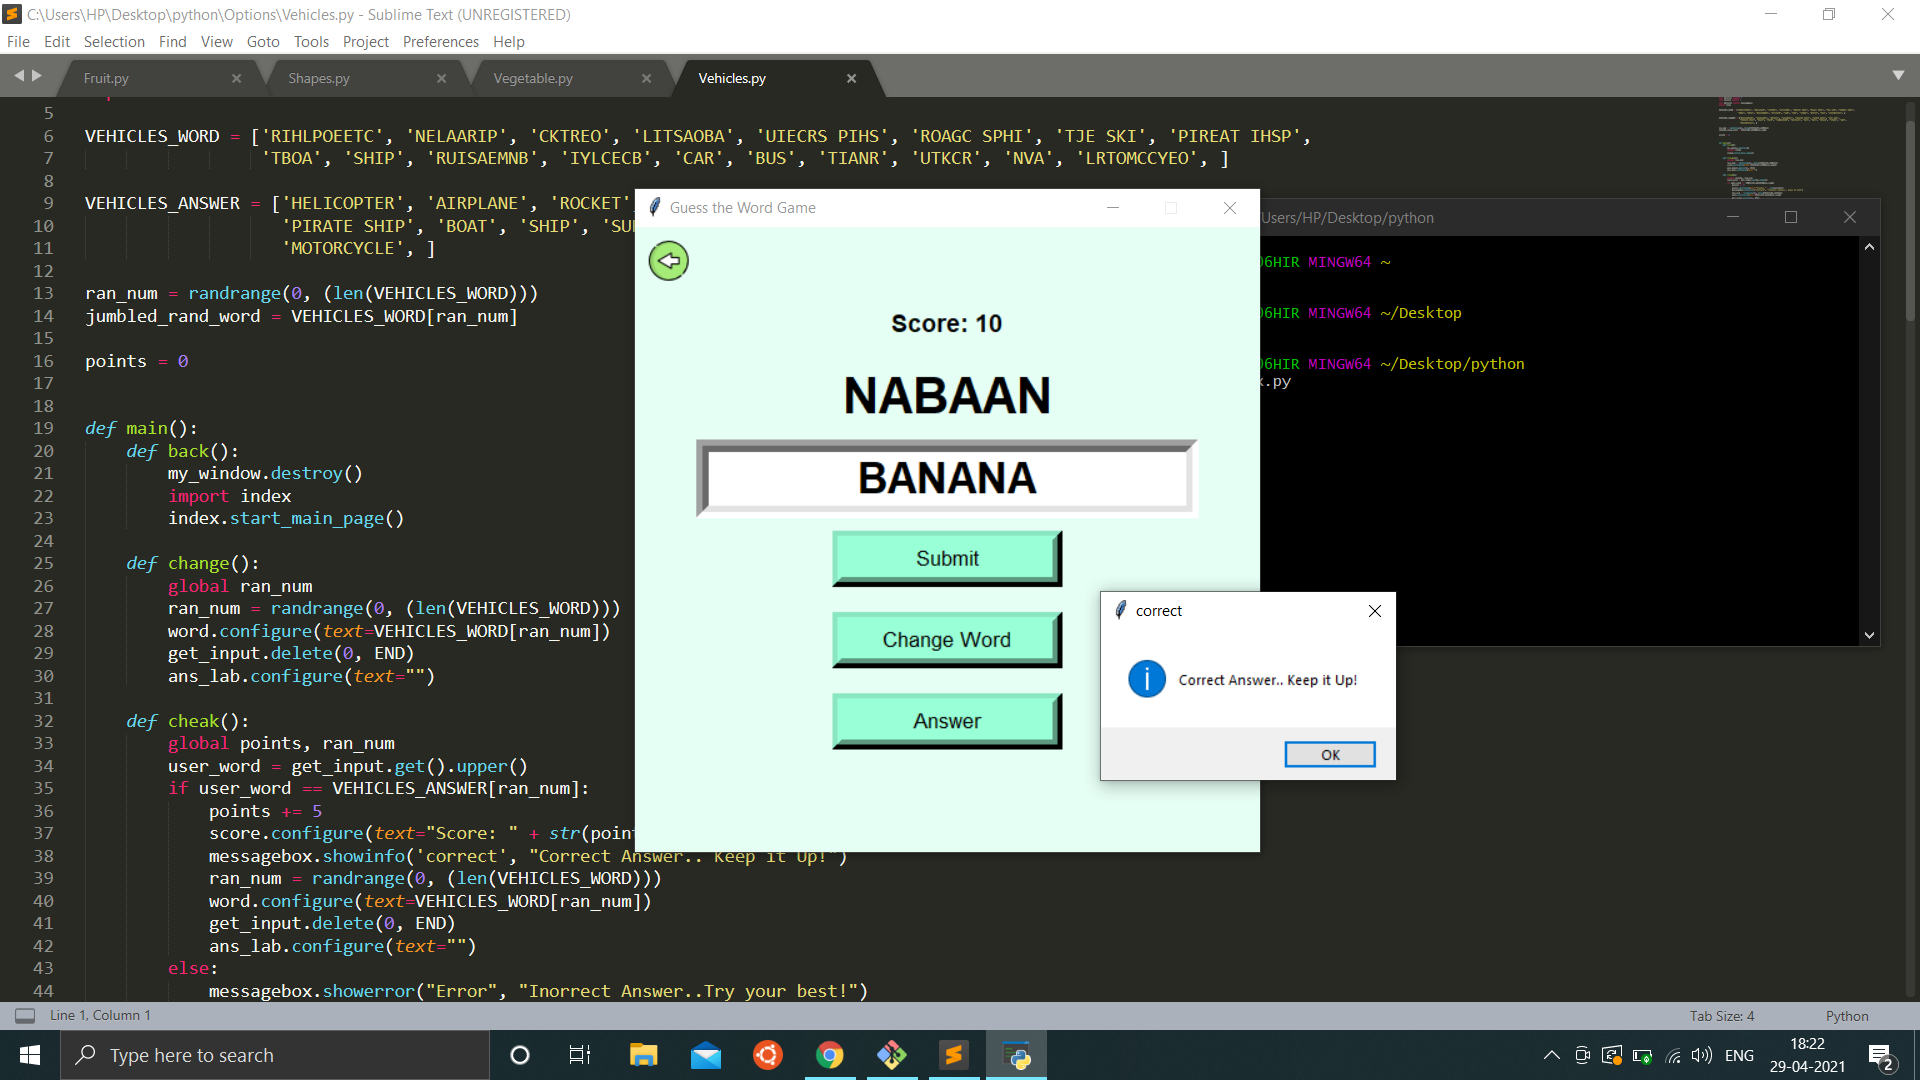 C:\Users\HP\Desktop\python\Options\Vehicles.py - Sublime Text (UNREGISTERED)
File Edit Selection Find View Goto Tools Project Preferences Help
Fruit.py Shapes.py Vegetable.py Vehicles.py
5
6 VEHICLES_WORD = ['RIHLPOEETC', 'NELAARIP', 'CKTREO', 'LITSAOBA', 'UIECRS PIHS', 'ROAGC SPHI', 'TJE SKI', 'PIREAT IHSP',
7 'TBOA', 'SHIP', 'RUISAEMNB', 'IYLCECB', 'CAR', 'BUS', 'TIANR', 'UTKCR', 'NVA', 'LRTOMCCYEO', ]
8
9 VEHICLES_ANSWER = ['HELICOPTER', 'AIRPLANE', 'ROCKET',
10 'PIRATE SHIP', 'BOAT', 'SHIP',
11 'MOTORCYCLE', ]
12
13 ran_num = randrange(0, (len(VEHICLES_WORD)))
14 jumbled_rand_word = VEHICLES_WORD[ran_num]
15
16 points = 0
17
18
19 def main():
20 def back():
21 my_window.destroy()
22 import index
23 index.start_main_page()
24
25 def change():
26 global ran_num
27 ran_num = randrange(0, (len(VEHICLES_WORD)))
28 word.configure(text=VEHICLES_WORD[ran_num])
29 get_input.delete(0, END)
30 ans_lab.configure(text="")
31
32 def cheak():
33 global points, ran_num
34 user_word = get_input.get().upper()
35 if user_word == VEHICLES_ANSWER[ran_num]:
36 points += 5
37 score.configure(text="Score: " + str(poin
38 messagebox.showinfo('correct', "Correct Answer.. Keep it Up!")
39 ran_num = randrange(0, (len(VEHICLES_WORD)))
40 word.configure(text=VEHICLES_WORD[ran_num])
41 get_input.delete(0, END)
42 ans_lab.configure(text="")
43 else:
44 messagebox.showerror("Error", "Inorrect Answer..Try your best!")
Guess the Word Game
Score: 10
NABAAN
BANANA
Submit
Change Word
Answer
correct
Correct Answer.. Keep it Up!
OK
Users/HP/Desktop/python
06HIR MINGW64 ~
06HIR MINGW64 ~/Desktop
06HIR MINGW64 ~/Desktop/python
x.py
Line 1, Column 1 Tab Size: 4 Python
Type here to search
ENG
18:22
29-04-2021
2